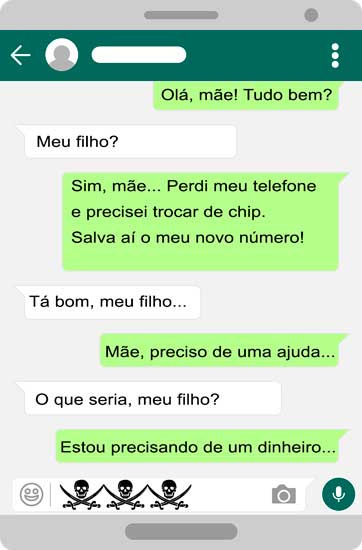 Olá, mãe! Tudo bem?
Meu filho?
Sim, mãe... Perdi meu telefone
e precisei trocar de chip.
Salva aí o meu novo número!
Tá bom, meu filho...
Mãe, preciso de uma ajuda...
O que seria, meu filho?
Estou precisando de um dinheiro...